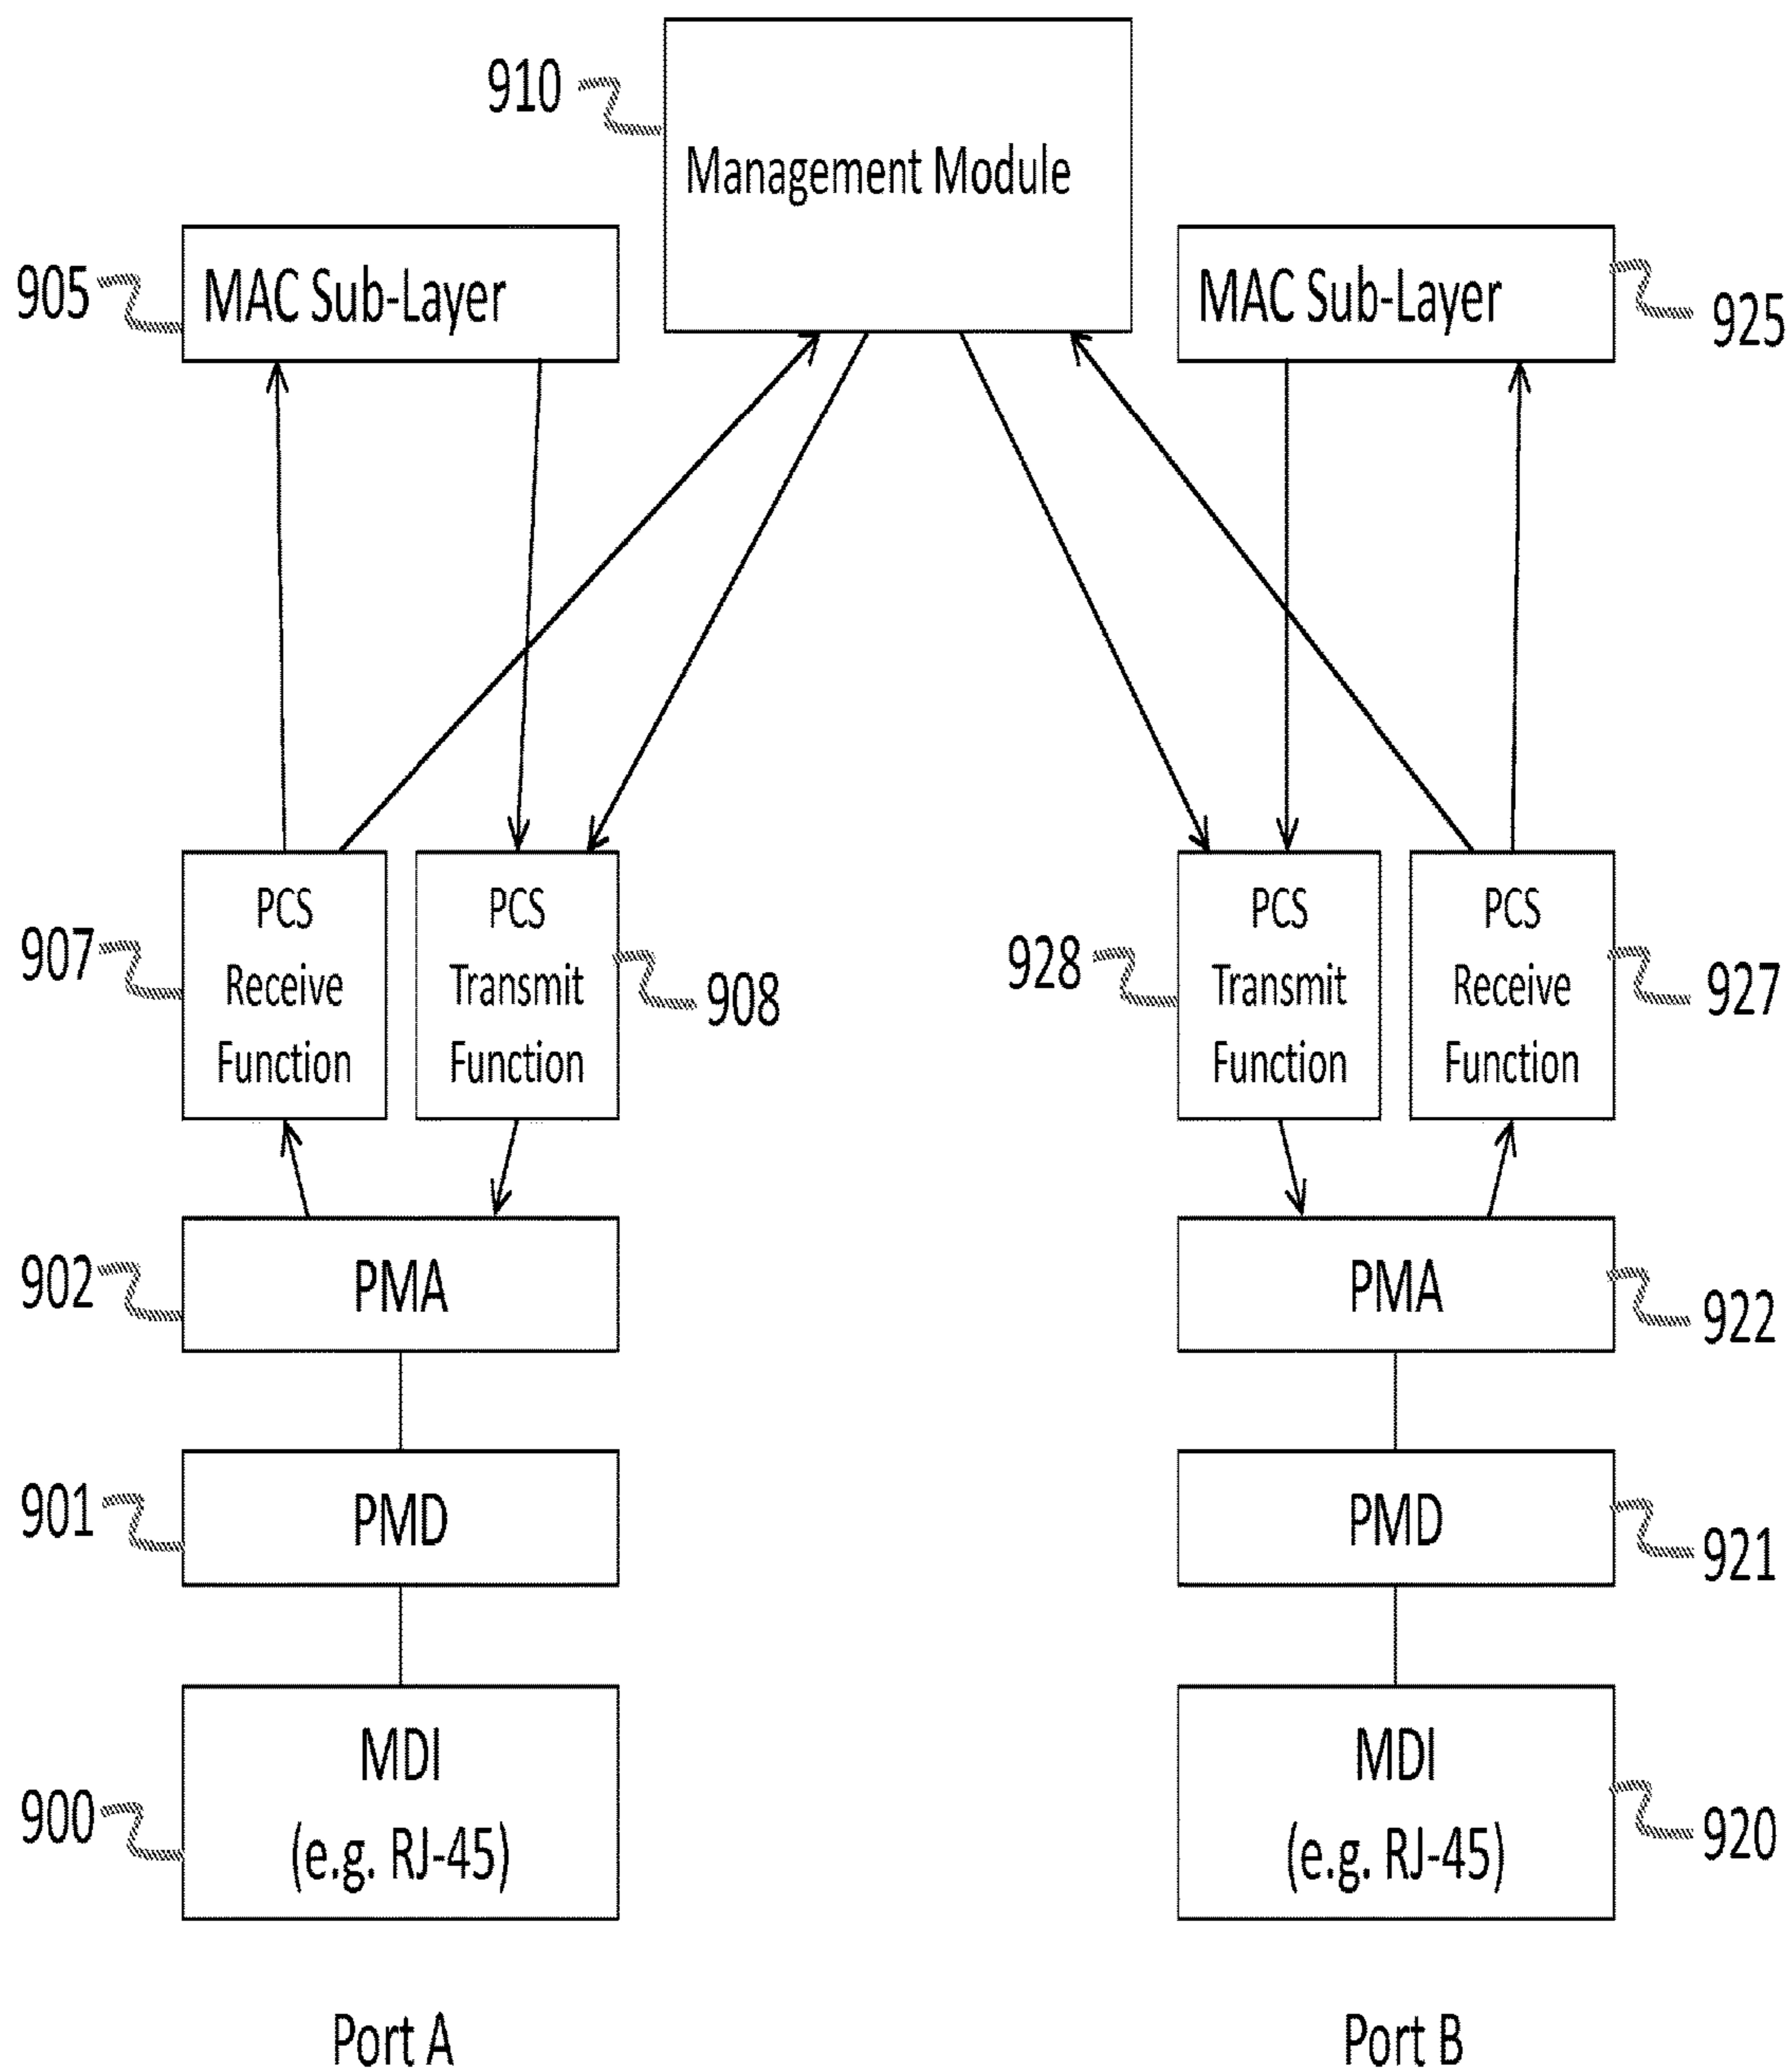 910
Management Module
905
MAC Sub-Layer
MAC Sub-Layer
925
907
PCS
Receive
Function
PCS
Transmit
Function
908
928
PCS
Transmit
Function
PCS
Receive
Function
927
902
PMA
PMA
922
901
PMD
PMD
921
900
MDI
(e.g. RJ-45)
MDI
(e.g. RJ-45)
920
Port A
Port B